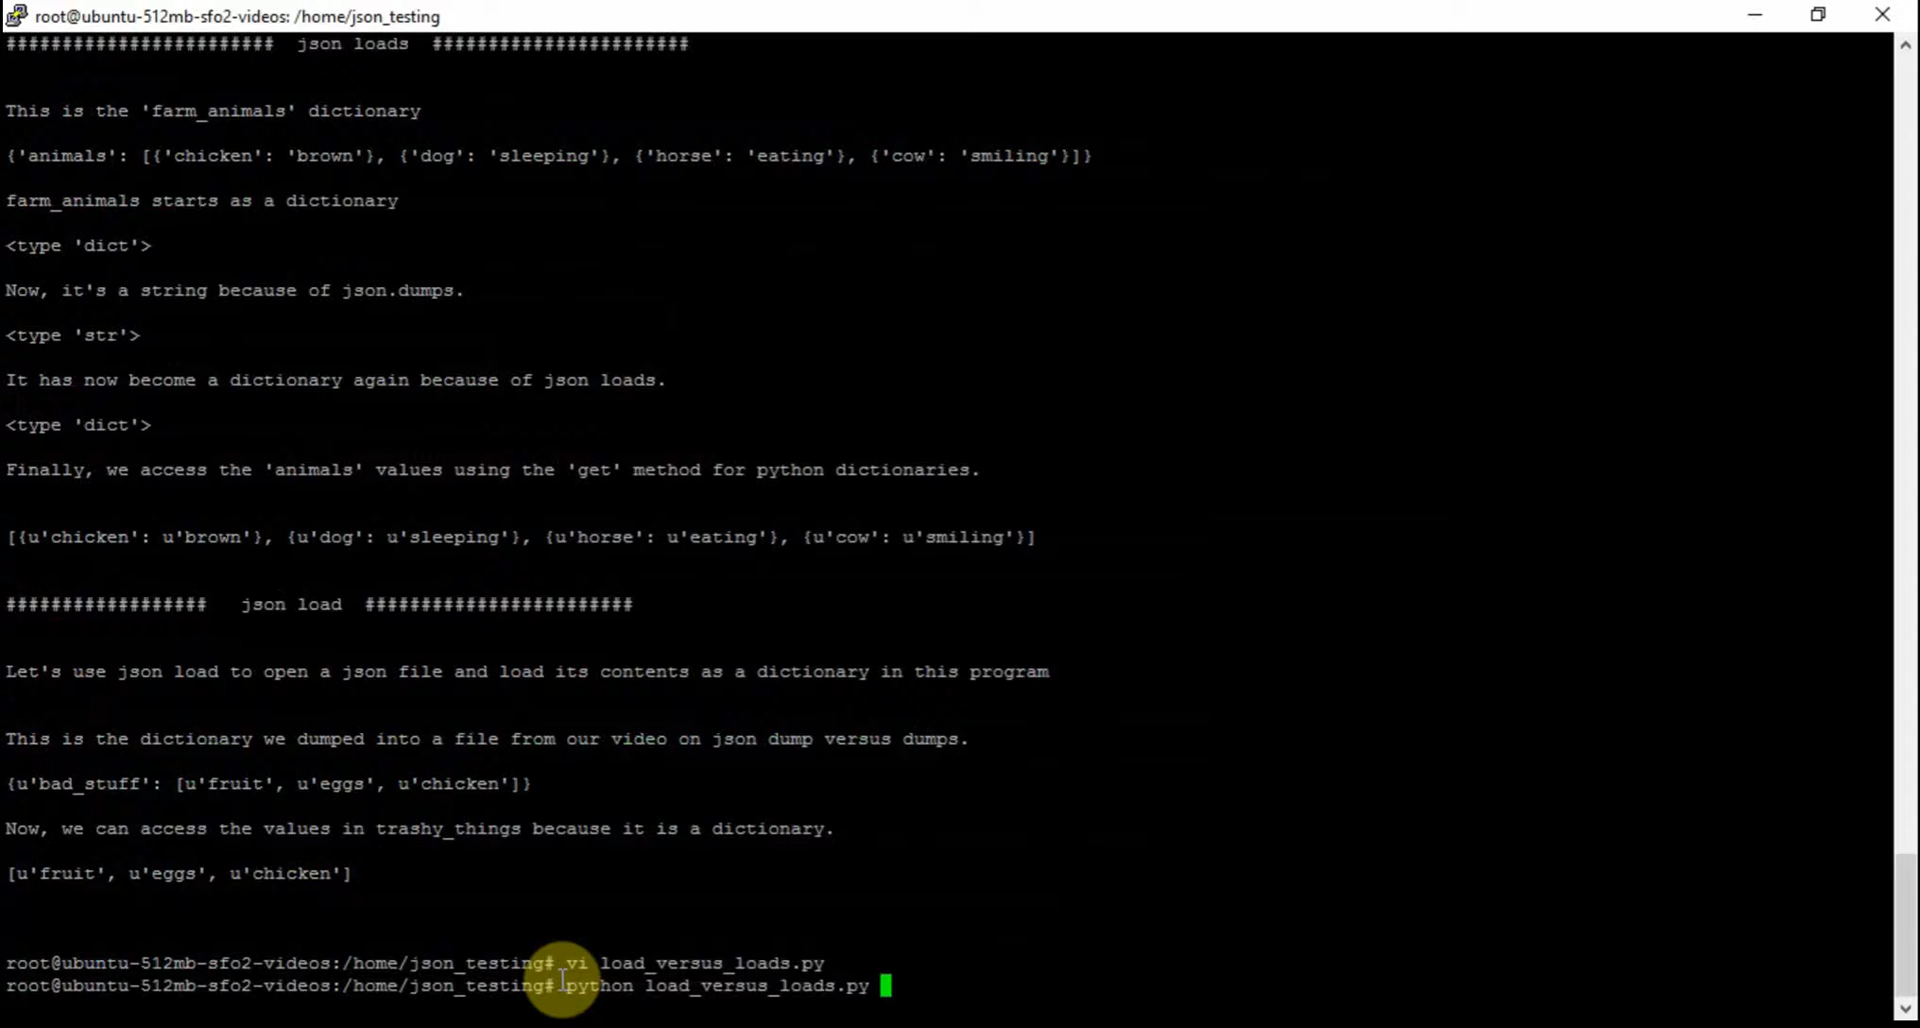 root@ubuntu-512mb-sfo2-videos: /home/json_testing
######################## json loads #######################
This is the 'farm_animals' dictionary
{'animals': [{'chicken': 'brown'}, {'dog': 'sleeping'}, {'horse': 'eating'}, {'cow': 'smiling'}]}
farm_animals starts as a dictionary
<type 'dict'>
Now, it's a string because of json.dumps.
<type 'str'>
It has now become a dictionary again because of json loads.
<type 'dict'>
Finally, we access the 'animals' values using the 'get' method for python dictionaries.
[{u'chicken': u'brown'}, {u'dog': u'sleeping'}, {u'horse': u'eating'}, {u'cow': u'smiling'}]
################## json load ########################
Let's use json load to open a json file and load its contents as a dictionary in this program
This is the dictionary we dumped into a file from our video on json dump versus dumps.
{u'bad_stuff': [u'fruit', u'eggs', u'chicken']}
Now, we can access the values in trashy_things because it is a dictionary.
[u'fruit', u'eggs', u'chicken']
root@ubuntu-512mb-sfo2-videos:/home/json_testing# vi load_versus_loads.py
root@ubuntu-512mb-sfo2-videos:/home/json_testing# python load_versus_loads.py